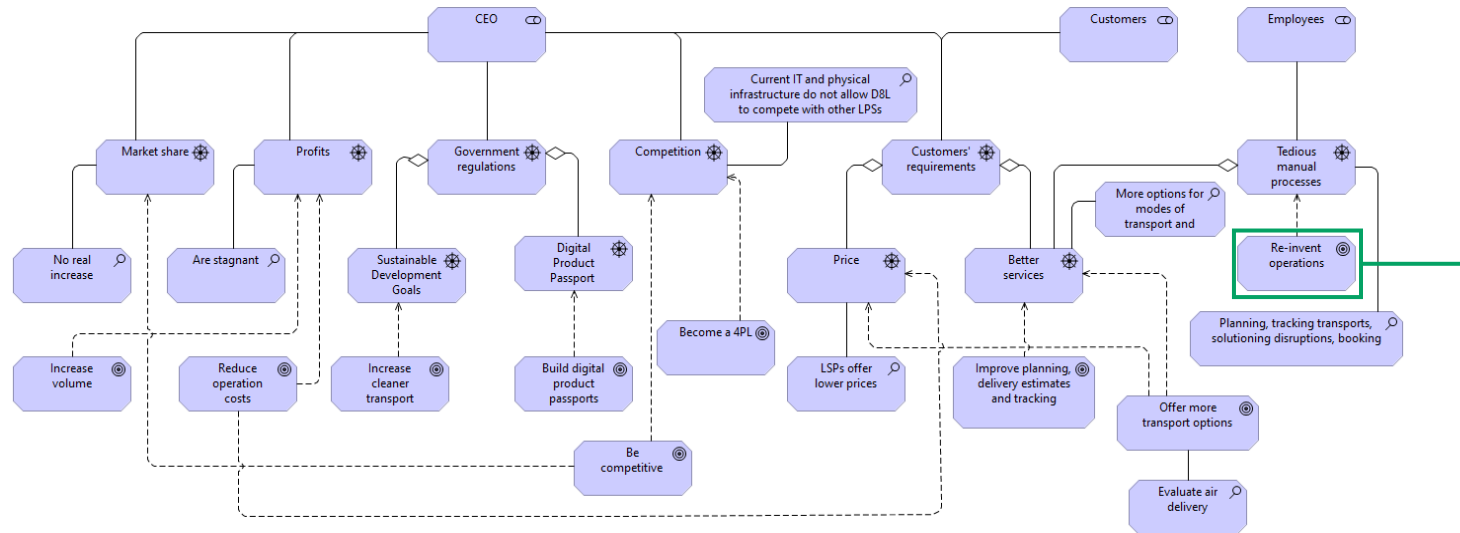 CEO
Customers
Employees
Current IT and physical
infrastructure do not allow D8L
to compete with other LPSs
Market share
Profits
Government
regulations
Competition
Customers'
requirements
Tedious
manual
processes
More options for
modes of
transport and
No real
increase
Are stagnant
Sustainable
Development
Goals
Digital
Product
Passport
Price
Better
services
Re-invent
operations
Become a 4PL
Planning, tracking transports,
solutioning disruptions, booking
Increase
volume
Reduce
operation
costs
Increase
cleaner
transport
Build digital
product
passports
LSPs offer
lower prices
Improve planning,
delivery estimates
and tracking
Offer more
transport options
Be
competitive
Evaluate air
delivery